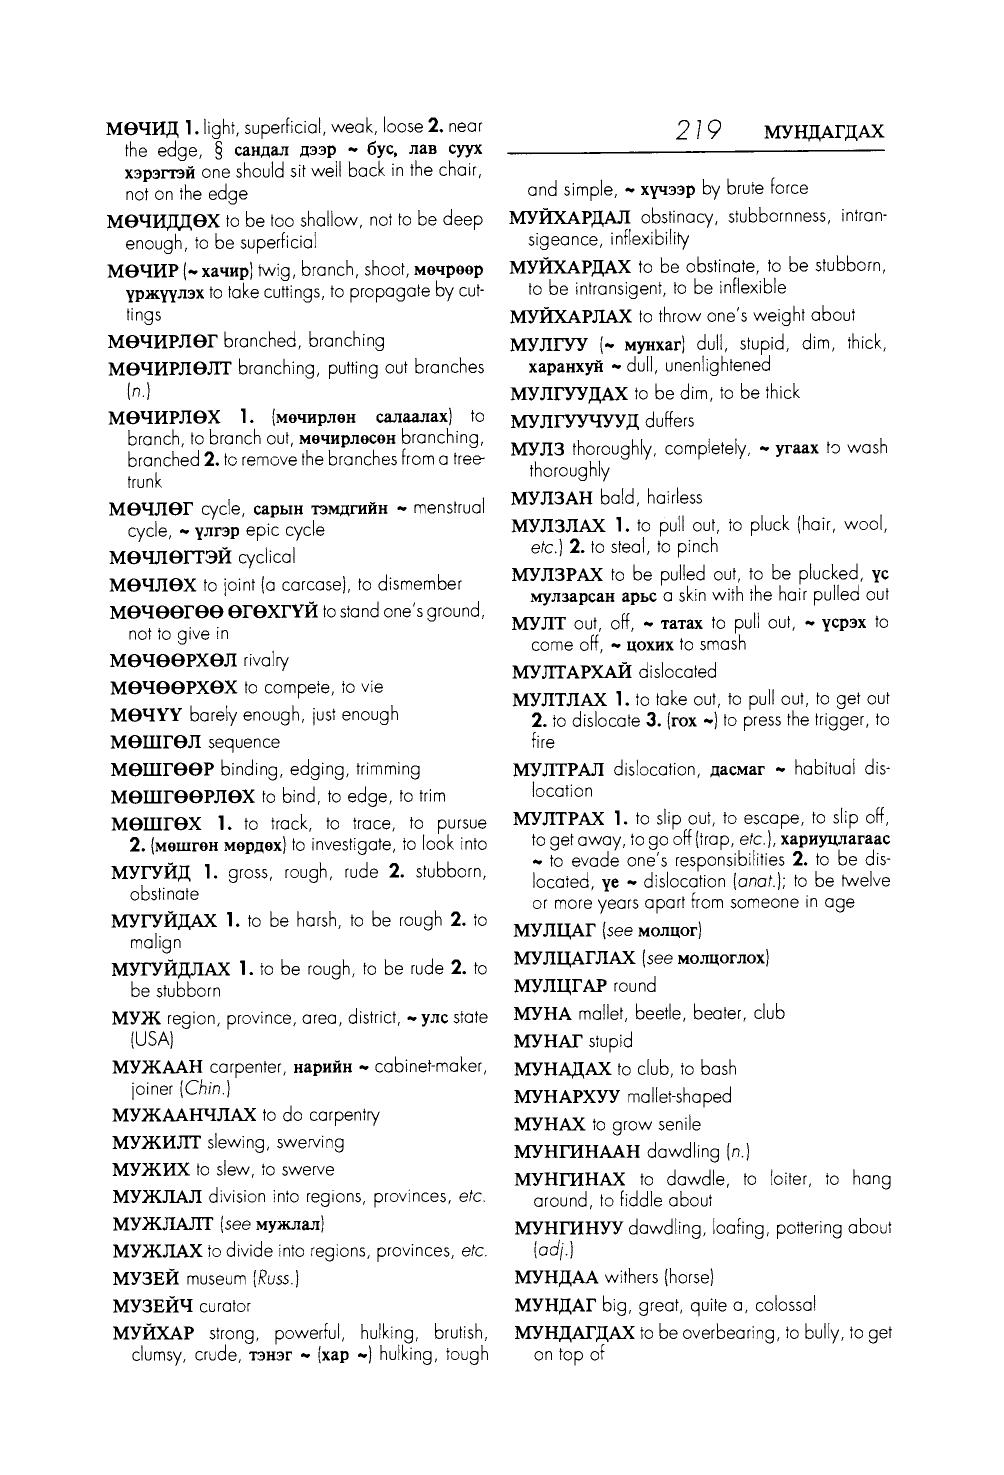 МӨЧИД 1. light, superficial, weak, loose 2. near
the edge, § сандал дээр ~ бус, лав суух
хэрэгтэй one should sit well back in the chair,
not on the edge
МӨЧИДДӨХ to be too shallow, not to be deep
enough, to be superficial
МӨЧИР (~ хачир) twig, branch, shoot, мөчрөөр
үржүүлэх to take cuttings, to propagate by cut-
tings
МӨЧИРЛӨГ branched, branching
МӨЧИРЛӨЛТ branching, putting out branches
(n.)
МӨЧИРЛӨХ 1. (мөчирлөн салаалах) to
branch, to branch out, мөчирлөсөн branching,
branched 2. to remove the branches from a tree-
trunk
МӨЧЛӨГ cycle, сарын тэмдгийн ~ menstrual
cycle, ~ үлгэр epic cycle
МӨЧЛӨГТЭЙ cyclical
МӨЧЛӨХ to joint (a carcase), to dismember
МӨЧӨӨГӨӨ ӨГӨХГҮЙ to stand one's ground,
not to give in
МӨЧӨӨРХӨЛ rivalry
МӨЧӨӨРХӨХ to compete, to vie
МӨЧҮҮ barely enough, just enough
МӨШГӨЛ sequence
МӨШГӨӨР binding, edging, trimming
МӨШГӨӨРЛӨХ to bind, to edge, to trim
МӨШГӨХ 1. to track, to trace, to pursue
2. (мөшгөн мөрдөх) to investigate, to look into
МУГУЙД 1. gross, rough, rude 2. stubborn,
obstinate
МУГУЙДАХ 1. to be harsh, to be rough 2. to
malign
МУГУЙДЛАХ 1. to be rough, to be rude 2. to
be stubborn
МУЖ region, province, area, district, ~ улс state
(USA)
МУЖААН carpenter, нарийн ~ cabinet-maker,
joiner (Chin.)
МУЖААНЧЛАХ to do carpentry
МУЖИЛТ slewing, swerving
МУЖИХ to slew, to swerve
МУЖЛАЛ division into regions, provinces, etc.
МУЖЛАЛТ (see мужлал)
МУЖЛАХ to divide into regions, provinces, etc.
МУЗЕЙ museum (Russ.)
МУЗЕЙЧ curator
МУЙХАР strong, powerful, hulking, brutish,
clumsy, crude, тэнэг ~ (хар ~) hulking, tough
219 МУНДАГДАХ
and simple, ~ хүчээр by brute force
МУЙХАРДАЛ obstinacy, stubbornness, intran-
sigeance, inflexibility
МУЙХАРДАХ to be obstinate, to be stubborn,
to be intransigent, to be inflexible
МУЙХАРЛАХ to throw one's weight about
МУЛГУУ (~ мунхаг) dull, stupid, dim, thick,
харанхуй ~ dull, unenlightened
МУЛГУУДАХ to be dim, to be thick
МУЛГУУЧУУД duffers
МУЛЗ thoroughly, completely, ~ угаах to wash
thoroughly
МУЛЗАН bald, hairless
МУЛЗЛАХ 1. to pull out, to pluck (hair, wool,
etc.) 2. to steal, to pinch
МУЛЗРАХ to be pulled out, to be plucked, үс
мулзарсан арьс a skin with the hair pulled out
МУЛТ out, off, ~ татах to pull out, ~ үсрэх to
come off, ~ цохих to smash
МУЛТАРХАЙ dislocated
МУЛТЛАХ 1. to take out, to pull out, to get out
2. to dislocate 3. (гох ~) to press the trigger, to
fire
МУЛТРАЛ dislocation, дасмаг ~ habitual dis-
location
МУЛТРАХ 1. to slip out, to escape, to slip off,
to get away, to go off (trap, etc.), хариуцлагаас
~ to evade one's responsibilities 2. to be dis-
located, үе ~ dislocation (anat.); to be twelve
or more years apart from someone in age
МУЛЦАГ (see молцог)
МУЛЦАГЛАХ (see молцоглох)
МУЛЦГАР round
МУНА mallet, beetle, beater, club
МУНАГ stupid
МУНАДАХ to club, to bash
МУНАРХУУ mallet-shaped
МУНАХ to grow senile
МУНГИНААН dawdling (n.)
МУНГИНАХ to dawdle, to loiter, to hang
around, to fiddle about
МУНГИНУУ dawdling, loafing, pottering about
(adj.)
МУНДАА withers (horse)
МУНДАГ big, great, quite a, colossal
МУНДАГДАХ to be overbearing, to bully, to get
on top of